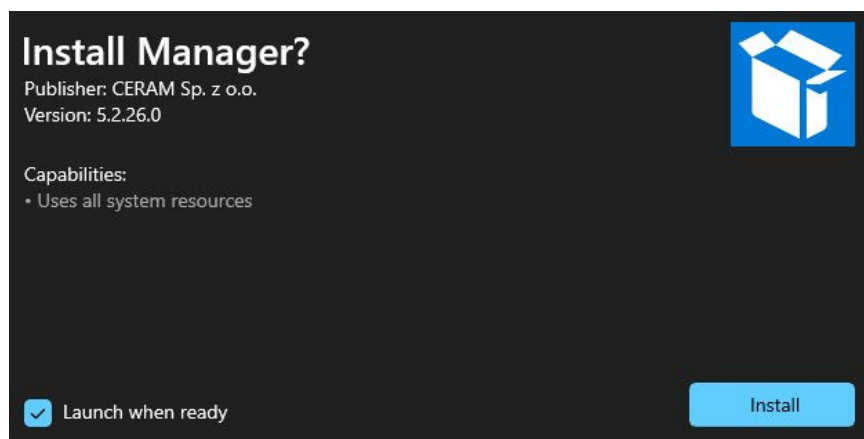 Install Manager?
Publisher: CERAM Sp. z o.o.
Version: 5.2.26.0
Capabilities:
• Uses all system resources
Launch when ready
Install